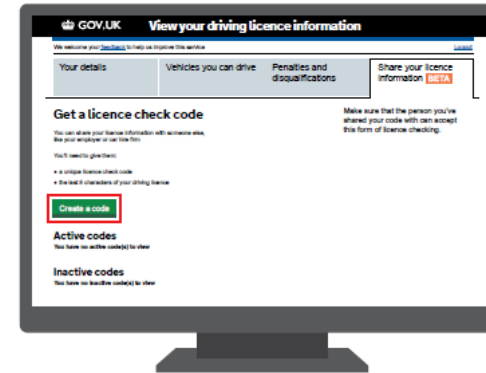 GOV.UK View your driving licence information
We welcome your feedback to help us improve this service Logout
Your details Vehicles you can drive Penalties and disqualifications Share your licence information BETA
Get a licence check code
You can share your licence information with someone else,
like your employer or car hire firm
You'll need to give them:
• a unique licence check code
• the last 8 characters of your driving licence
Make sure that the person you've
shared your code with can accept
this form of licence checking.
Create a code
Active codes
You have no active code(s) to view
Inactive codes
You have no inactive code(s) to view